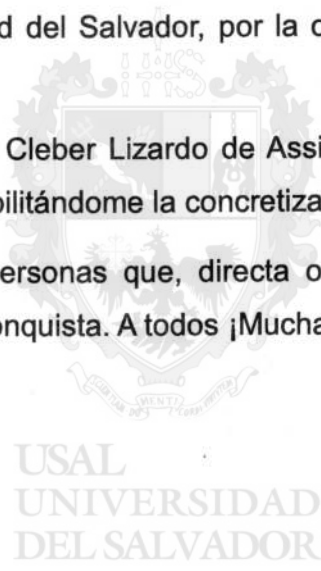 d del Salvador, por la o
Cleber Lizardo de Assi
bilitándome la concretiza
ersonas que, directa o
onquista. A todos ¡Mucha
USAL
UNIVERSIDAD
DEL SALVADOR